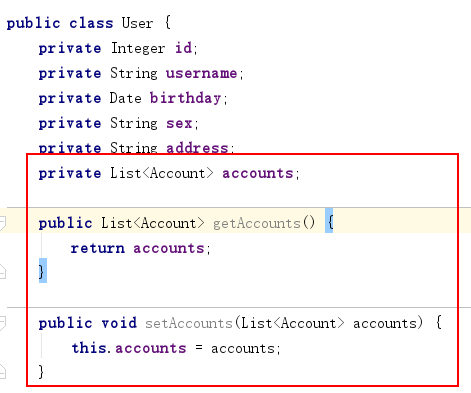 public class User {
private Integer id;
private String username;
private Date birthday;
private String sex;
private String address;
private List<Account> accounts;
public List<Account> getAccounts() {
return accounts;
}
public void setAccounts(List<Account> accounts) {
this.accounts = accounts;
}